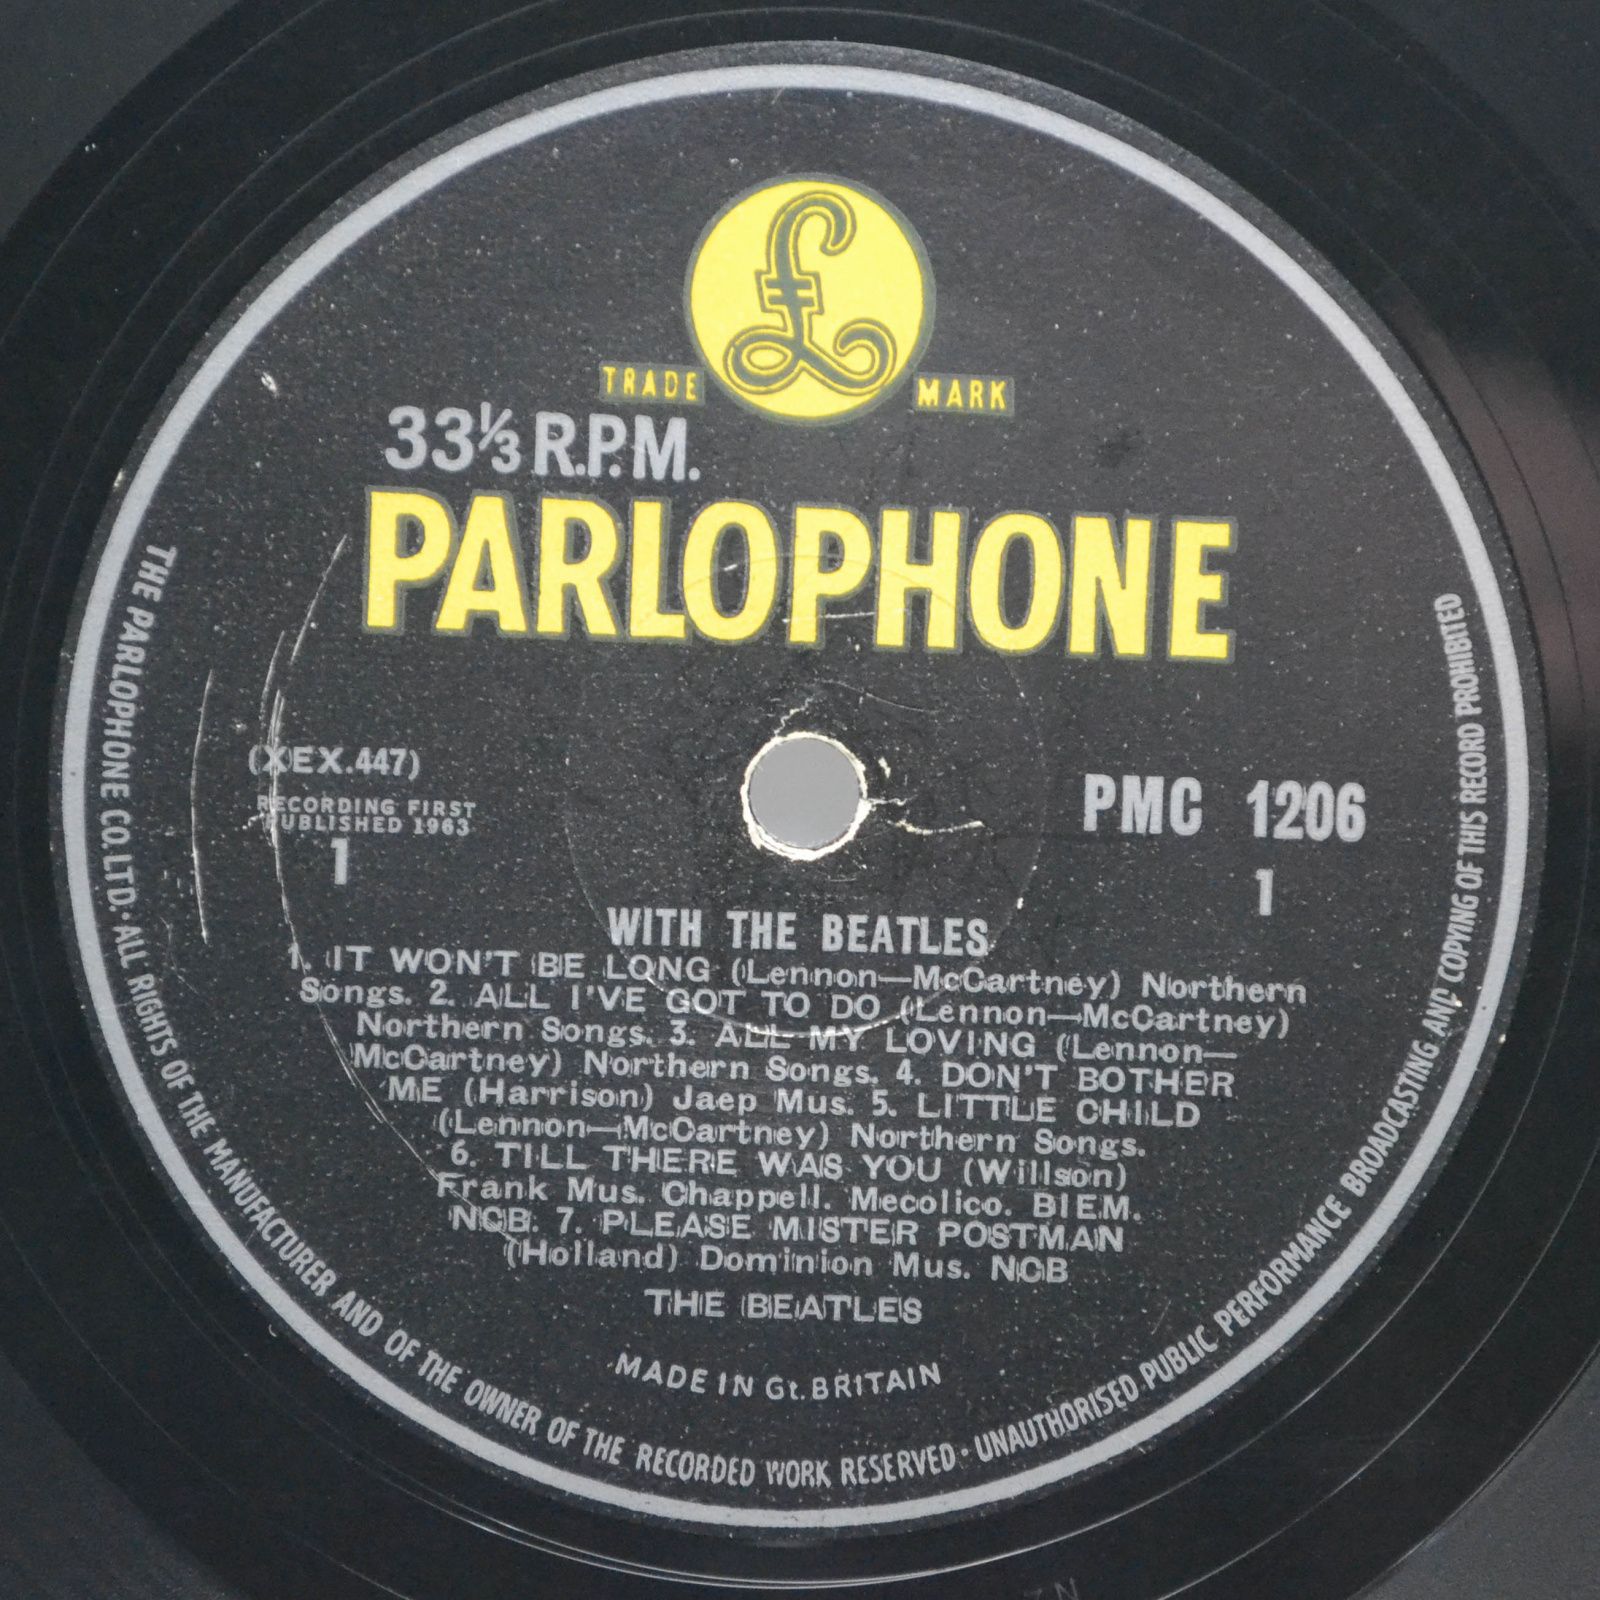 £
TRADE MARK
33⅓ R.P.M.
PARLOPHONE
(XEX.447)
RECORDING FIRST
PUBLISHED 1963
1
PMC 1206
1
WITH THE BEATLES
1. IT WON'T BE LONG (Lennon—McCartney) Northern
Songs. 2. ALL I'VE GOT TO DO (Lennon—McCartney)
Northern Songs. 3. ALL MY LOVING (Lennon—
McCartney) Northern Songs. 4. DON'T BOTHER
ME (Harrison) Jaep Mus. 5. LITTLE CHILD
(Lennon—McCartney) Northern Songs.
6. TILL THERE WAS YOU (Willson)
Frank Mus. Chappell. Mecolico. BIEM.
NCB. 7. PLEASE MISTER POSTMAN
(Holland) Dominion Mus. NCB
THE BEATLES
MADE IN Gt. BRITAIN
THE PARLOPHONE CO. LTD. · ALL RIGHTS OF THE MANUFACTURER AND OF THE OWNER OF THE RECORDED WORK RESERVED · UNAUTHORISED PUBLIC PERFORMANCE BROADCASTING AND COPYING OF THIS RECORD PROHIBITED